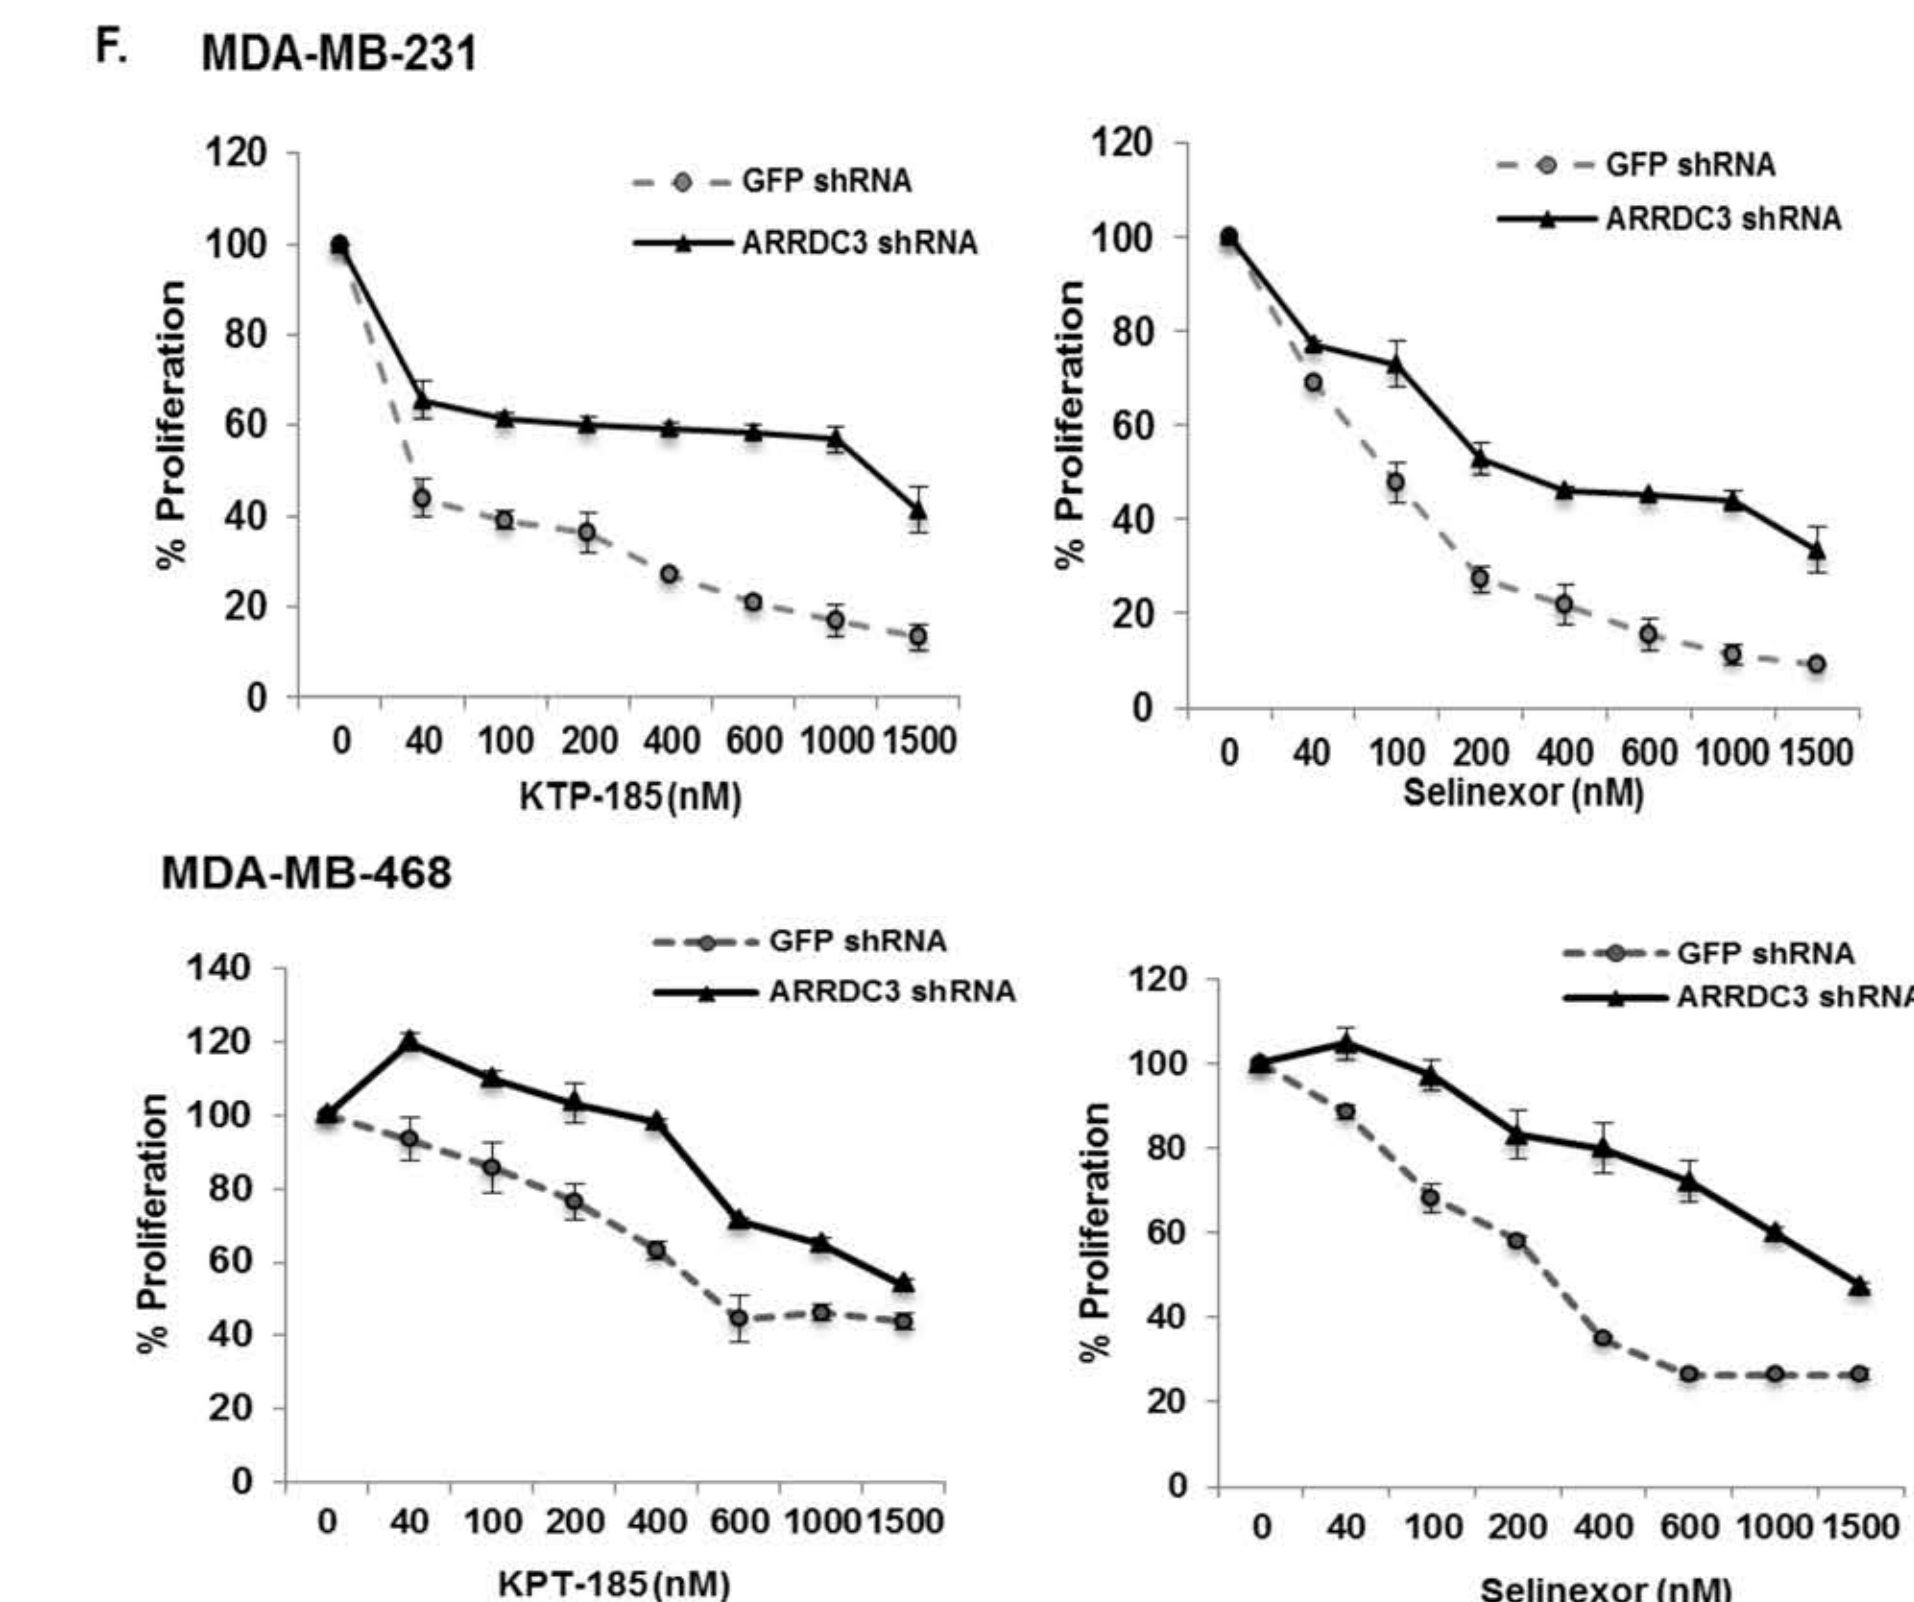 F. MDA-MB-231
120
100
80
60
40
20
0
% Proliferation
GFP shRNA
ARRDC3 shRNA
0 40 100 200 400 600 1000 1500
KTP-185 (nM)
120
100
80
60
40
20
0
% Proliferation
GFP shRNA
ARRDC3 shRNA
0 40 100 200 400 600 1000 1500
Selinexor (nM)
MDA-MB-468
140
120
100
80
60
40
20
0
% Proliferation
GFP shRNA
ARRDC3 shRNA
0 40 100 200 400 600 1000 1500
KPT-185 (nM)
120
100
80
60
40
20
0
% Proliferation
GFP shRNA
ARRDC3 shRNA
0 40 100 200 400 600 1000 1500
Selinexor (nM)